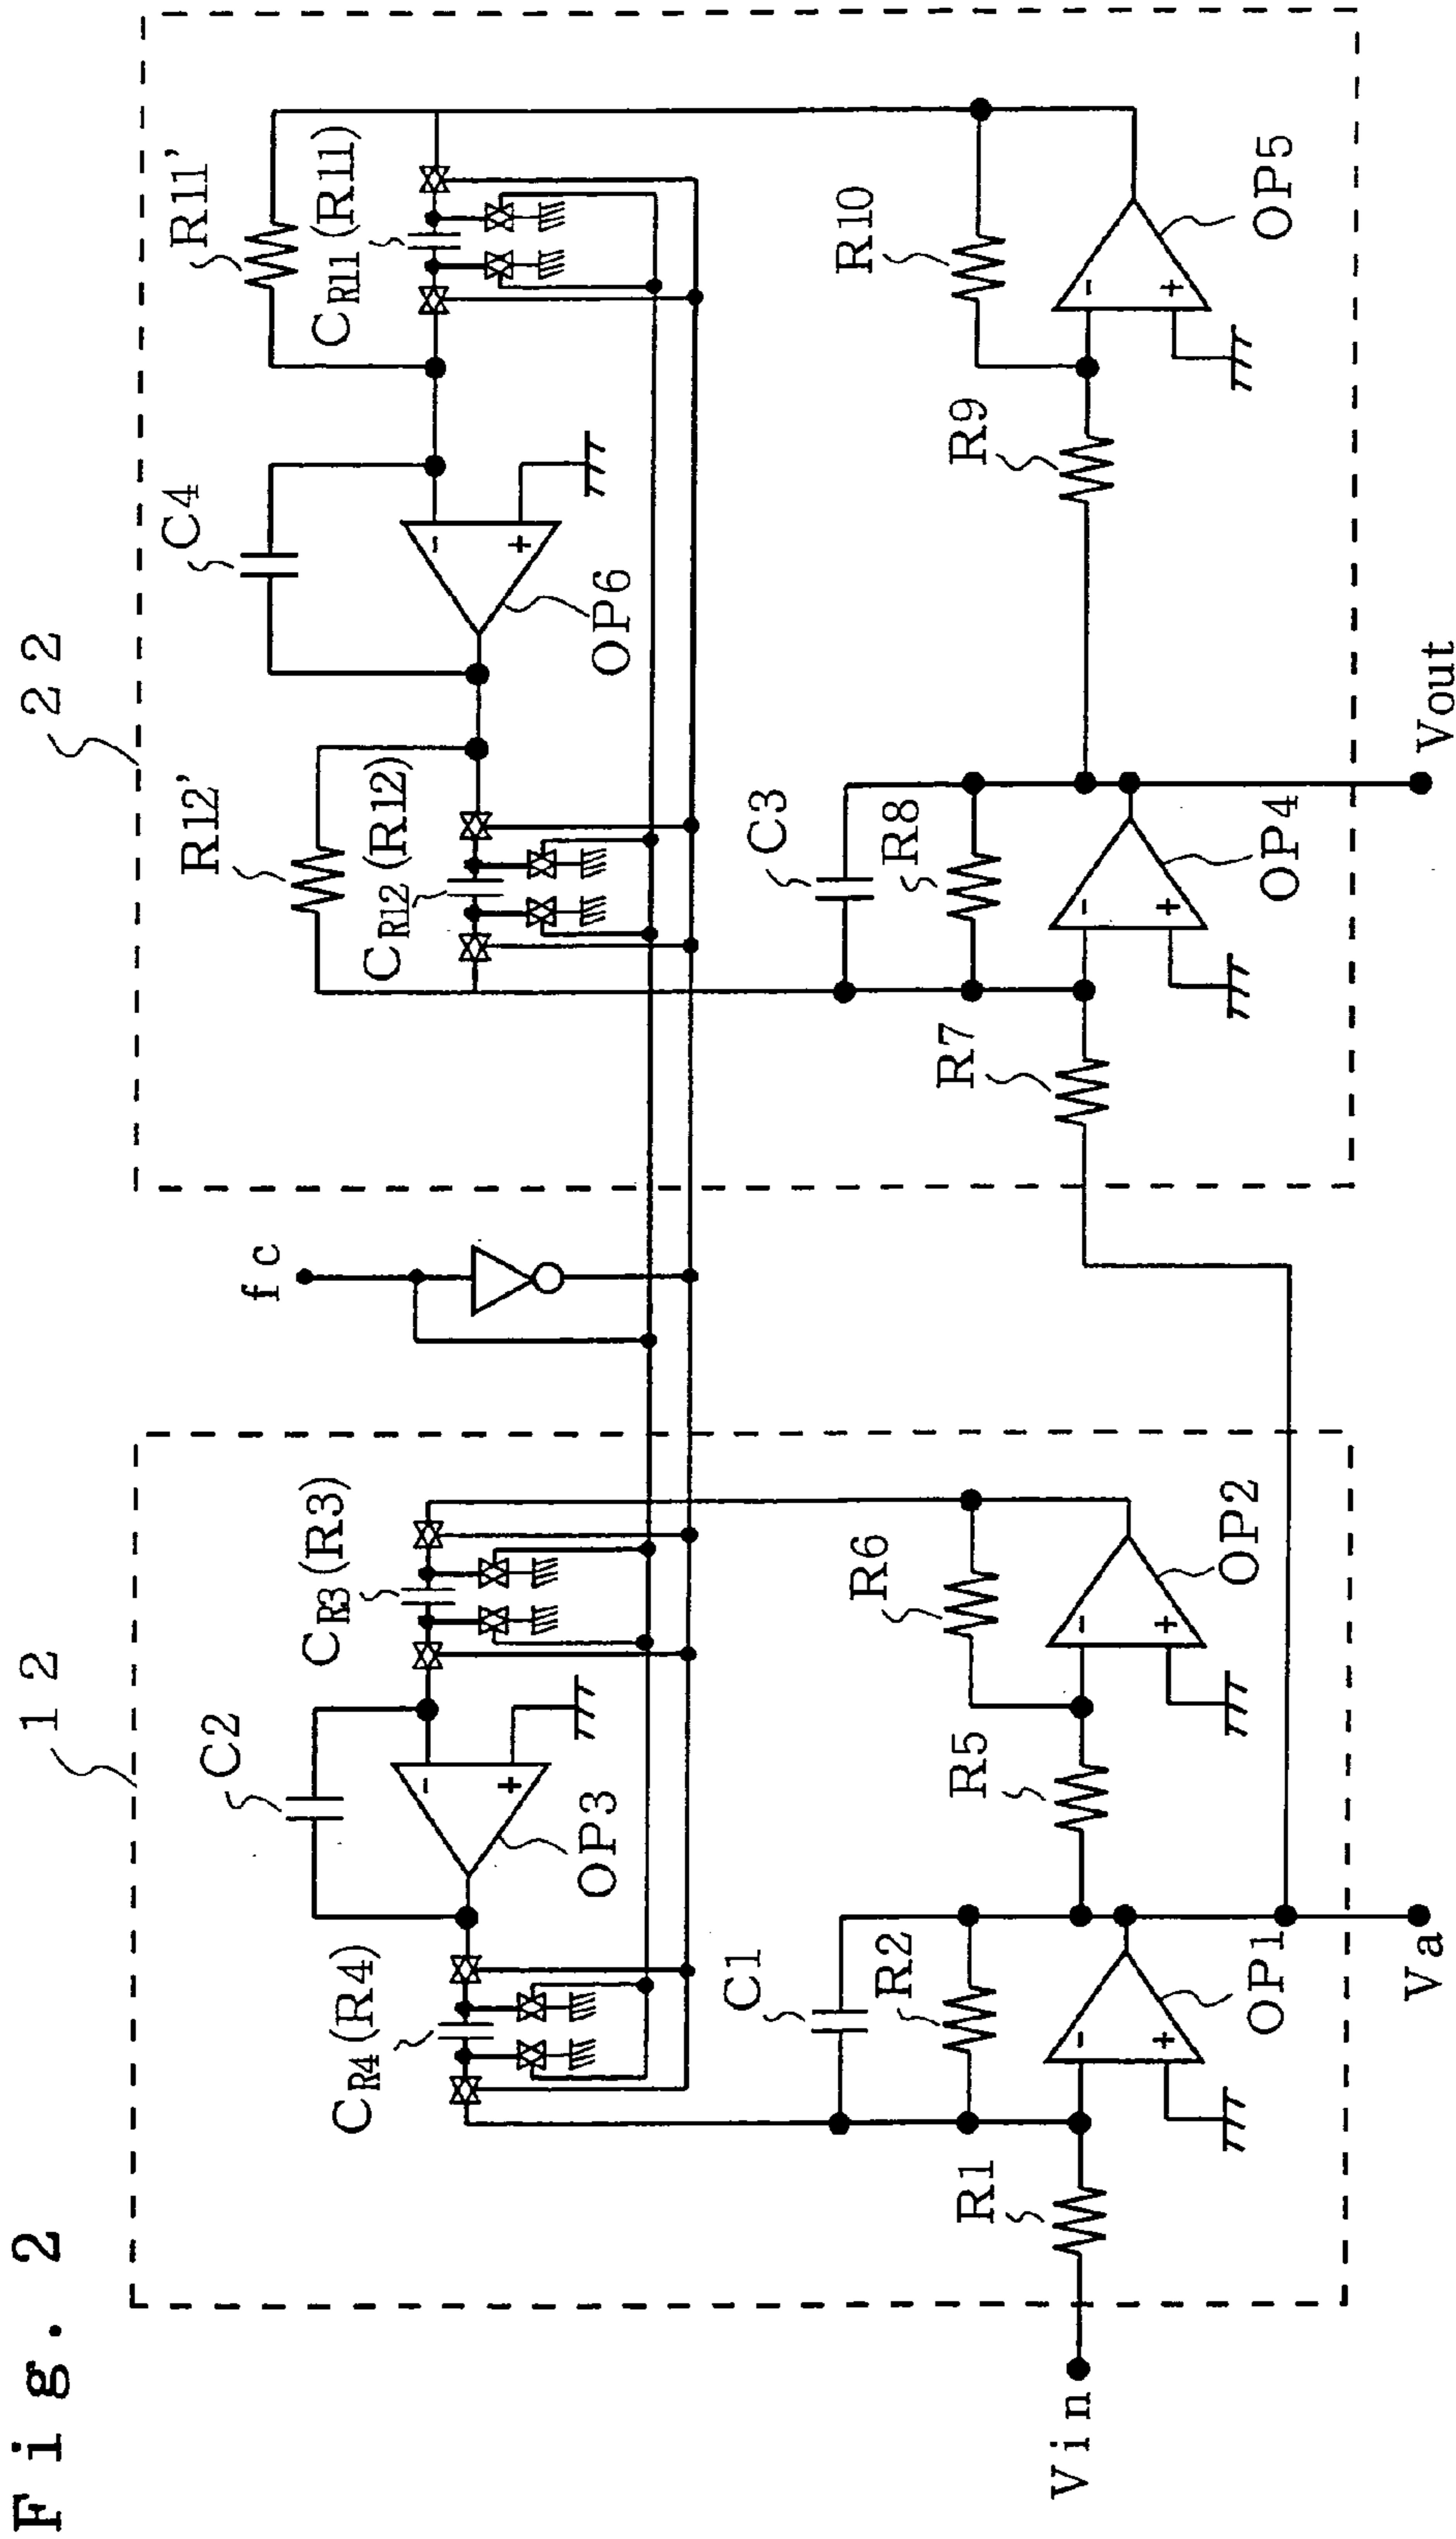 Fig. 2
12
22
C2
CR4 (R4)
CR3 (R3)
OP3
fc
R12'
C4
R11'
CR12 (R12)
CR11 (R11)
OP6
C1
R2
R6
C3
R8
R10
R1
R5
R7
R9
OP1
OP2
OP4
OP5
-
+
-
+
-
+
-
+
-
+
-
+
Vin
Va
Vout